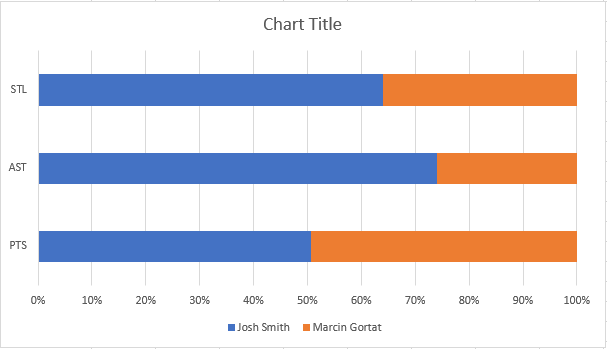 Chart Title
STL
AST
PTS
0% 10% 20% 30% 40% 50% 60% 70% 80% 90% 100%
Josh Smith Marcin Gortat